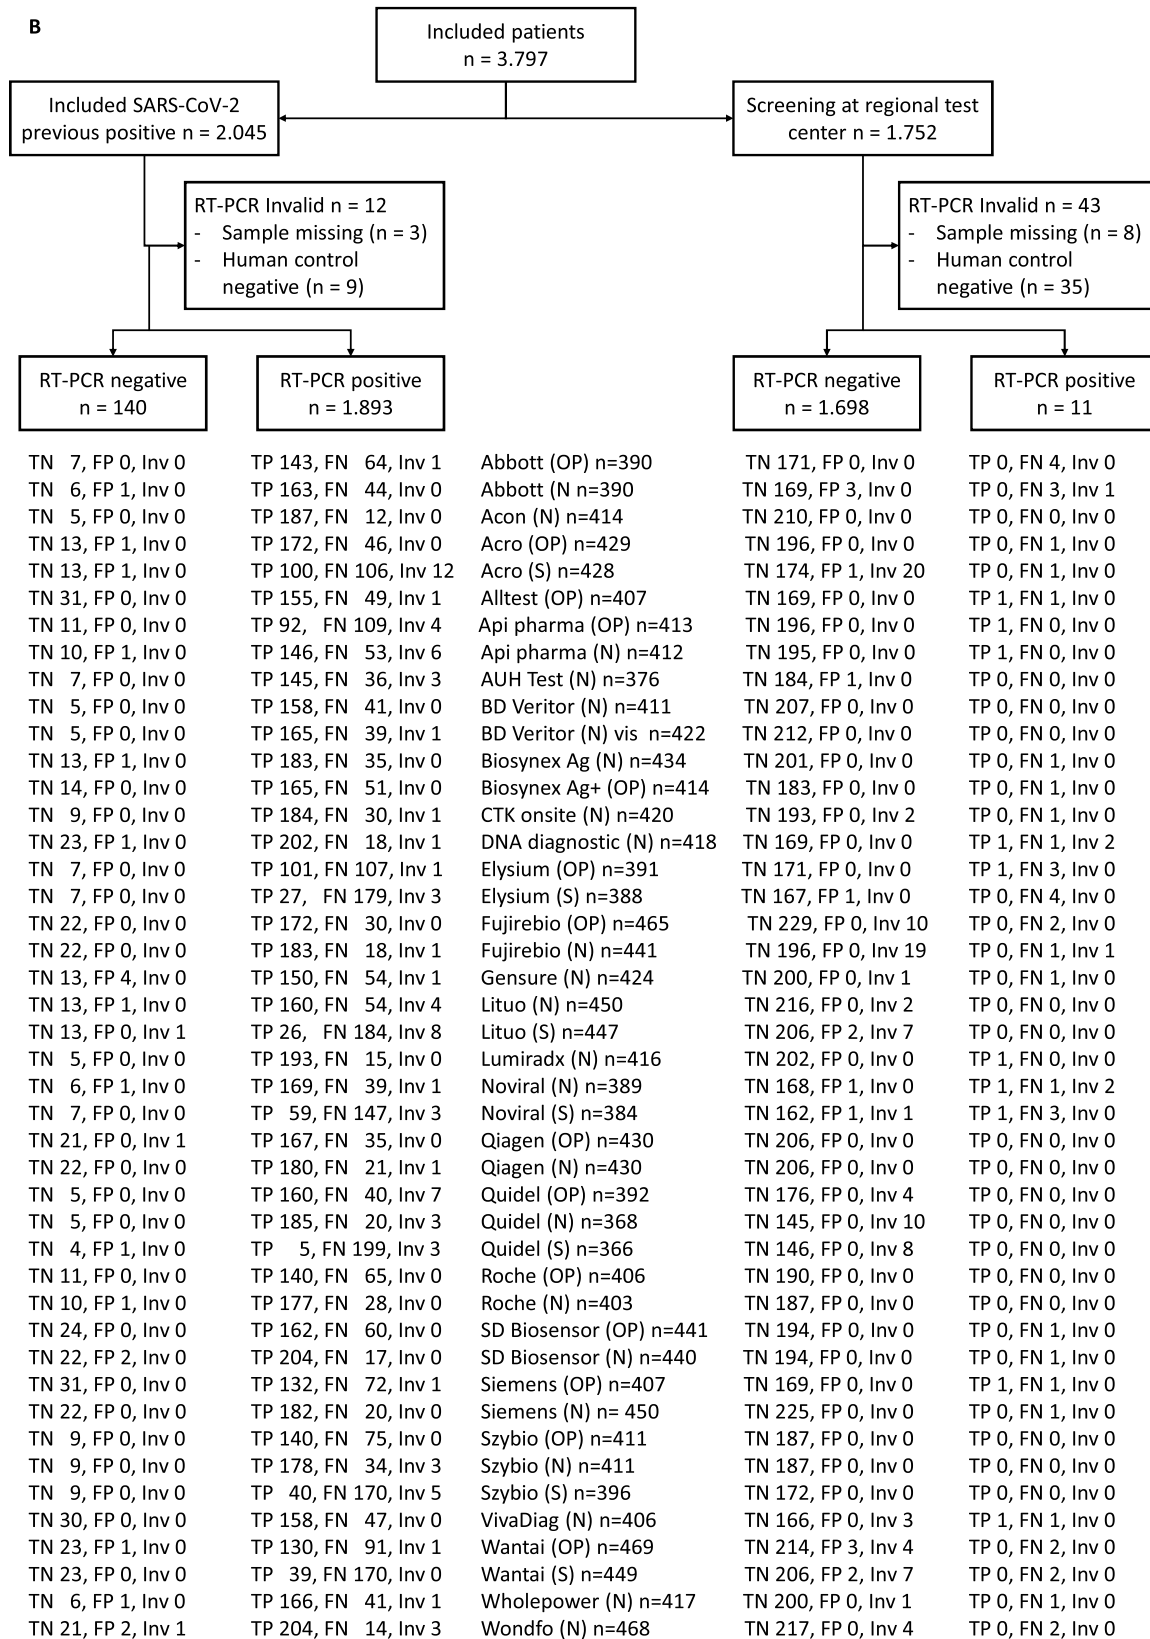 B
Included patients
n = 3.797
Included SARS-CoV-2
previous positive n = 2.045
Screening at regional test
center n = 1.752
RT-PCR Invalid n = 12
- Sample missing (n = 3)
- Human control
negative (n = 9)
RT-PCR Invalid n = 43
- Sample missing (n = 8)
- Human control
negative (n = 35)
RT-PCR negative
n = 140
RT-PCR positive
n = 1.893
RT-PCR negative
n = 1.698
RT-PCR positive
n = 11
TN 7, FP 0, Inv 0 TP 143, FN 64, Inv 1 Abbott (OP) n=390 TN 171, FP 0, Inv 0 TP 0, FN 4, Inv 0
TN 6, FP 1, Inv 0 TP 163, FN 44, Inv 0 Abbott (N n=390 TN 169, FP 3, Inv 0 TP 0, FN 3, Inv 1
TN 5, FP 0, Inv 0 TP 187, FN 12, Inv 0 Acon (N) n=414 TN 210, FP 0, Inv 0 TP 0, FN 0, Inv 0
TN 13, FP 1, Inv 0 TP 172, FN 46, Inv 0 Acro (OP) n=429 TN 196, FP 0, Inv 0 TP 0, FN 1, Inv 0
TN 13, FP 1, Inv 0 TP 100, FN 106, Inv 12 Acro (S) n=428 TN 174, FP 1, Inv 20 TP 0, FN 1, Inv 0
TN 31, FP 0, Inv 0 TP 155, FN 49, Inv 1 Alltest (OP) n=407 TN 169, FP 0, Inv 0 TP 1, FN 1, Inv 0
TN 11, FP 0, Inv 0 TP 92, FN 109, Inv 4 Api pharma (OP) n=413 TN 196, FP 0, Inv 0 TP 1, FN 0, Inv 0
TN 10, FP 1, Inv 0 TP 146, FN 53, Inv 6 Api pharma (N) n=412 TN 195, FP 0, Inv 0 TP 1, FN 0, Inv 0
TN 7, FP 0, Inv 0 TP 145, FN 36, Inv 3 AUH Test (N) n=376 TN 184, FP 1, Inv 0 TP 0, FN 0, Inv 0
TN 5, FP 0, Inv 0 TP 158, FN 41, Inv 0 BD Veritor (N) n=411 TN 207, FP 0, Inv 0 TP 0, FN 0, Inv 0
TN 5, FP 0, Inv 0 TP 165, FN 39, Inv 1 BD Veritor (N) vis n=422 TN 212, FP 0, Inv 0 TP 0, FN 0, Inv 0
TN 13, FP 1, Inv 0 TP 183, FN 35, Inv 0 Biosynex Ag (N) n=434 TN 201, FP 0, Inv 0 TP 0, FN 1, Inv 0
TN 14, FP 0, Inv 0 TP 165, FN 51, Inv 0 Biosynex Ag+ (OP) n=414 TN 183, FP 0, Inv 0 TP 0, FN 1, Inv 0
TN 9, FP 0, Inv 0 TP 184, FN 30, Inv 1 CTK onsite (N) n=420 TN 193, FP 0, Inv 2 TP 0, FN 1, Inv 0
TN 23, FP 1, Inv 0 TP 202, FN 18, Inv 1 DNA diagnostic (N) n=418 TN 169, FP 0, Inv 0 TP 1, FN 1, Inv 2
TN 7, FP 0, Inv 0 TP 101, FN 107, Inv 1 Elysium (OP) n=391 TN 171, FP 0, Inv 0 TP 1, FN 3, Inv 0
TN 7, FP 0, Inv 0 TP 27, FN 179, Inv 3 Elysium (S) n=388 TN 167, FP 1, Inv 0 TP 0, FN 4, Inv 0
TN 22, FP 0, Inv 0 TP 172, FN 30, Inv 0 Fujirebio (OP) n=465 TN 229, FP 0, Inv 10 TP 0, FN 2, Inv 0
TN 22, FP 0, Inv 0 TP 183, FN 18, Inv 1 Fujirebio (N) n=441 TN 196, FP 0, Inv 19 TP 0, FN 1, Inv 1
TN 13, FP 4, Inv 0 TP 150, FN 54, Inv 1 Gensure (N) n=424 TN 200, FP 0, Inv 1 TP 0, FN 1, Inv 0
TN 13, FP 1, Inv 0 TP 160, FN 54, Inv 4 Lituo (N) n=450 TN 216, FP 0, Inv 2 TP 0, FN 0, Inv 0
TN 13, FP 0, Inv 1 TP 26, FN 184, Inv 8 Lituo (S) n=447 TN 206, FP 2, Inv 7 TP 0, FN 0, Inv 0
TN 5, FP 0, Inv 0 TP 193, FN 15, Inv 0 Lumiradx (N) n=416 TN 202, FP 0, Inv 0 TP 1, FN 0, Inv 0
TN 6, FP 1, Inv 0 TP 169, FN 39, Inv 1 Noviral (N) n=389 TN 168, FP 1, Inv 0 TP 1, FN 1, Inv 2
TN 7, FP 0, Inv 0 TP 59, FN 147, Inv 3 Noviral (S) n=384 TN 162, FP 1, Inv 1 TP 1, FN 3, Inv 0
TN 21, FP 0, Inv 1 TP 167, FN 35, Inv 0 Qiagen (OP) n=430 TN 206, FP 0, Inv 0 TP 0, FN 0, Inv 0
TN 22, FP 0, Inv 0 TP 180, FN 21, Inv 1 Qiagen (N) n=430 TN 206, FP 0, Inv 0 TP 0, FN 0, Inv 0
TN 5, FP 0, Inv 0 TP 160, FN 40, Inv 7 Quidel (OP) n=392 TN 176, FP 0, Inv 4 TP 0, FN 0, Inv 0
TN 5, FP 0, Inv 0 TP 185, FN 20, Inv 3 Quidel (N) n=368 TN 145, FP 0, Inv 10 TP 0, FN 0, Inv 0
TN 4, FP 1, Inv 0 TP 5, FN 199, Inv 3 Quidel (S) n=366 TN 146, FP 0, Inv 8 TP 0, FN 0, Inv 0
TN 11, FP 0, Inv 0 TP 140, FN 65, Inv 0 Roche (OP) n=406 TN 190, FP 0, Inv 0 TP 0, FN 0, Inv 0
TN 10, FP 1, Inv 0 TP 177, FN 28, Inv 0 Roche (N) n=403 TN 187, FP 0, Inv 0 TP 0, FN 0, Inv 0
TN 24, FP 0, Inv 0 TP 162, FN 60, Inv 0 SD Biosensor (OP) n=441 TN 194, FP 0, Inv 0 TP 0, FN 1, Inv 0
TN 22, FP 2, Inv 0 TP 204, FN 17, Inv 0 SD Biosensor (N) n=440 TN 194, FP 0, Inv 0 TP 0, FN 1, Inv 0
TN 31, FP 0, Inv 0 TP 132, FN 72, Inv 1 Siemens (OP) n=407 TN 169, FP 0, Inv 0 TP 1, FN 1, Inv 0
TN 22, FP 0, Inv 0 TP 182, FN 20, Inv 0 Siemens (N) n= 450 TN 225, FP 0, Inv 0 TP 0, FN 1, Inv 0
TN 9, FP 0, Inv 0 TP 140, FN 75, Inv 0 Szybio (OP) n=411 TN 187, FP 0, Inv 0 TP 0, FN 0, Inv 0
TN 9, FP 0, Inv 0 TP 178, FN 34, Inv 3 Szybio (N) n=411 TN 187, FP 0, Inv 0 TP 0, FN 0, Inv 0
TN 9, FP 0, Inv 0 TP 40, FN 170, Inv 5 Szybio (S) n=396 TN 172, FP 0, Inv 0 TP 0, FN 0, Inv 0
TN 30, FP 0, Inv 0 TP 158, FN 47, Inv 0 VivaDiag (N) n=406 TN 166, FP 0, Inv 3 TP 1, FN 1, Inv 0
TN 23, FP 1, Inv 0 TP 130, FN 91, Inv 1 Wantai (OP) n=469 TN 214, FP 3, Inv 4 TP 0, FN 2, Inv 0
TN 23, FP 0, Inv 0 TP 39, FN 170, Inv 0 Wantai (S) n=449 TN 206, FP 2, Inv 7 TP 0, FN 2, Inv 0
TN 6, FP 1, Inv 0 TP 166, FN 41, Inv 1 Wholepower (N) n=417 TN 200, FP 0, Inv 1 TP 0, FN 1, Inv 0
TN 21, FP 2, Inv 1 TP 204, FN 14, Inv 3 Wondfo (N) n=468 TN 217, FP 0, Inv 4 TP 0, FN 2, Inv 0